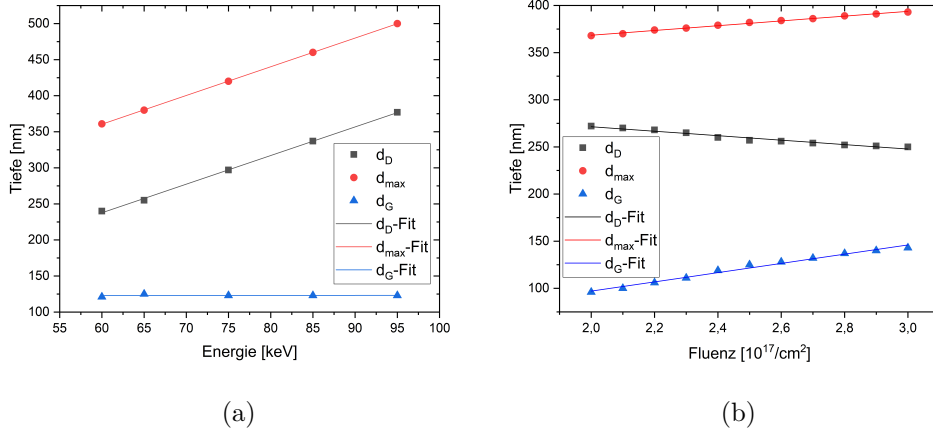 500
450
400
350
300
250
200
150
100
Tiefe [nm]
d_D
d_max
d_G
d_D-Fit
d_max-Fit
d_G-Fit
55 60 65 70 75 80 85 90 95 100
Energie [keV]
(a)
400
350
300
250
200
150
100
Tiefe [nm]
d_D
d_max
d_G
d_D-Fit
d_max-Fit
d_G-Fit
2,0 2,2 2,4 2,6 2,8 3,0
Fluenz [10^17/cm^2]
(b)